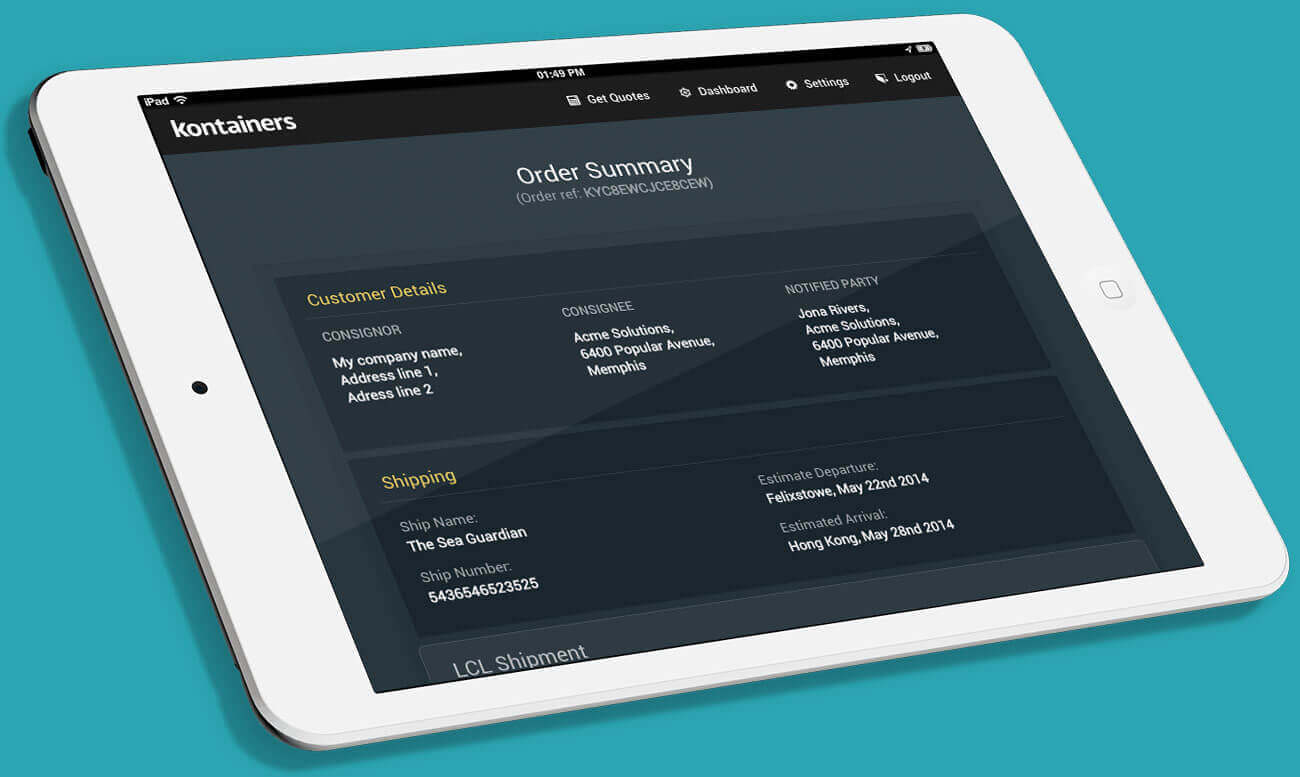 iPad
01:49 PM
kontainers
Get Quotes
Dashboard
Settings
Logout
Order Summary
(Order ref: KYC8EWCJCE8CEW)
Customer Details
CONSIGNOR
My company name,
Address line 1,
Adress line 2
CONSIGNEE
Acme Solutions,
6400 Popular Avenue,
Memphis
NOTIFIED PARTY
Jona Rivers,
Acme Solutions,
6400 Popular Avenue,
Memphis
Shipping
Ship Name:
The Sea Guardian
Ship Number:
5436546523525
Estimate Departure:
Felixstowe, May 22nd 2014
Estimated Arrival:
Hong Kong, May 28nd 2014
LCL Shipment